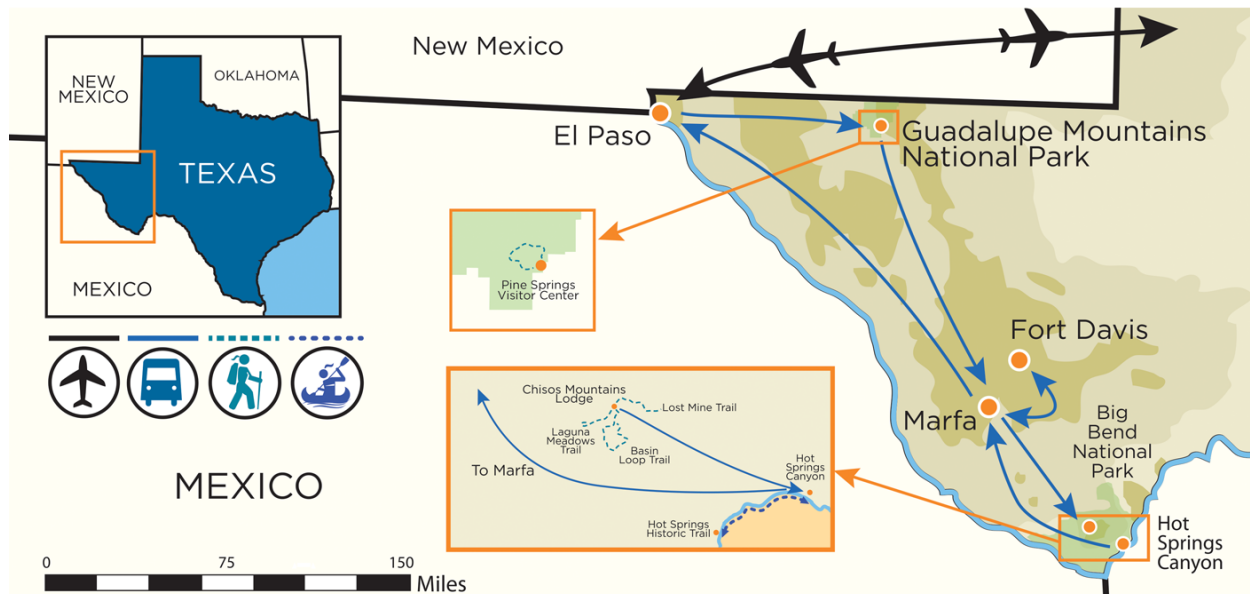 New Mexico
OKLAHOMA
NEW
MEXICO
TEXAS
MEXICO
El Paso
Guadalupe Mountains
National Park
Pine Springs
Visitor Center
Fort Davis
Marfa
Big
Bend
National
Park
Hot
Springs
Canyon
Chisos Mountains
Lodge
Lost Mine Trail
Laguna
Meadows
Trail
Basin
Loop Trail
To Marfa
Hot
Springs
Canyon
Hot Springs
Historic Trail
MEXICO
0 75 150
Miles